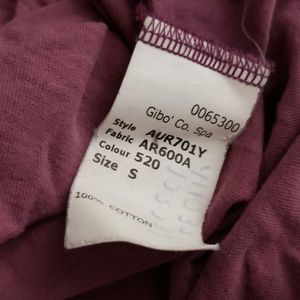 0065300
Gibo' Co. Spa
Style AUR701Y
Fabric AR600A
Colour 520
Size S
100% COTTON